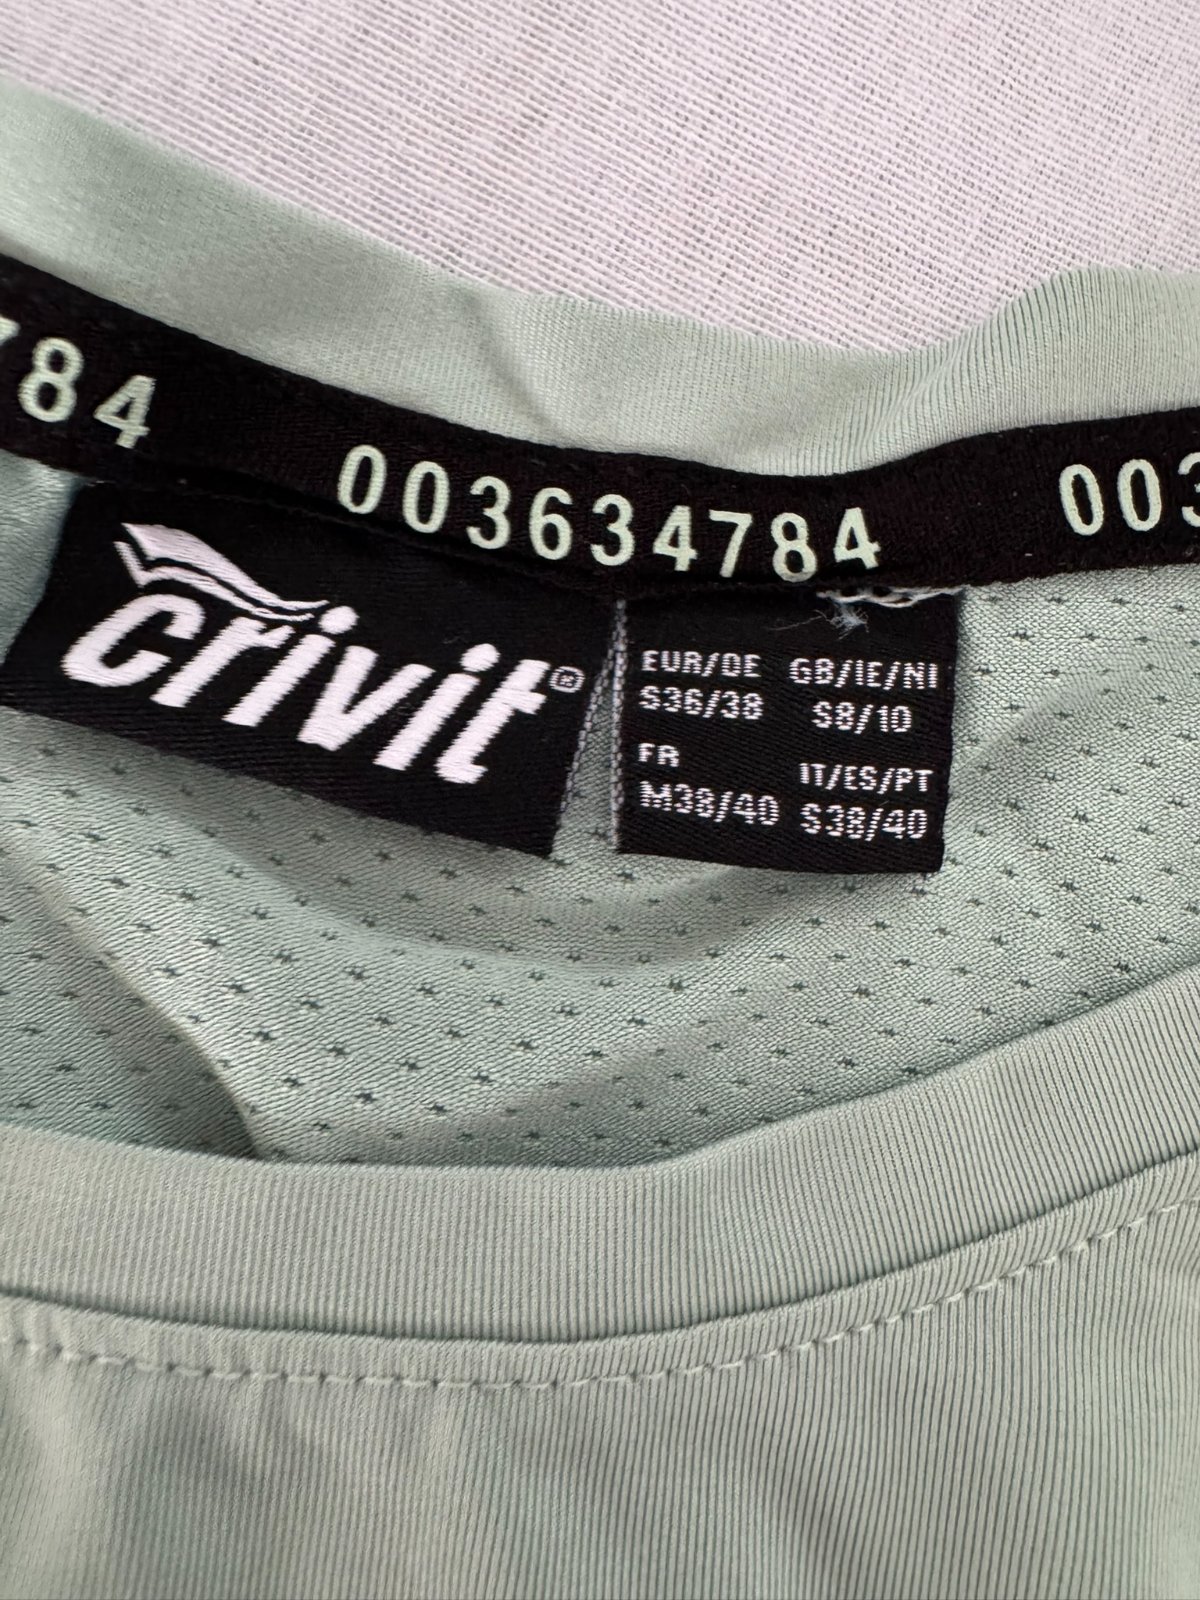 784
003634784
003
crivit®
EUR/DE GB/IE/NI
S36/38 S8/10
FR IT/ES/PT
M38/40 S38/40